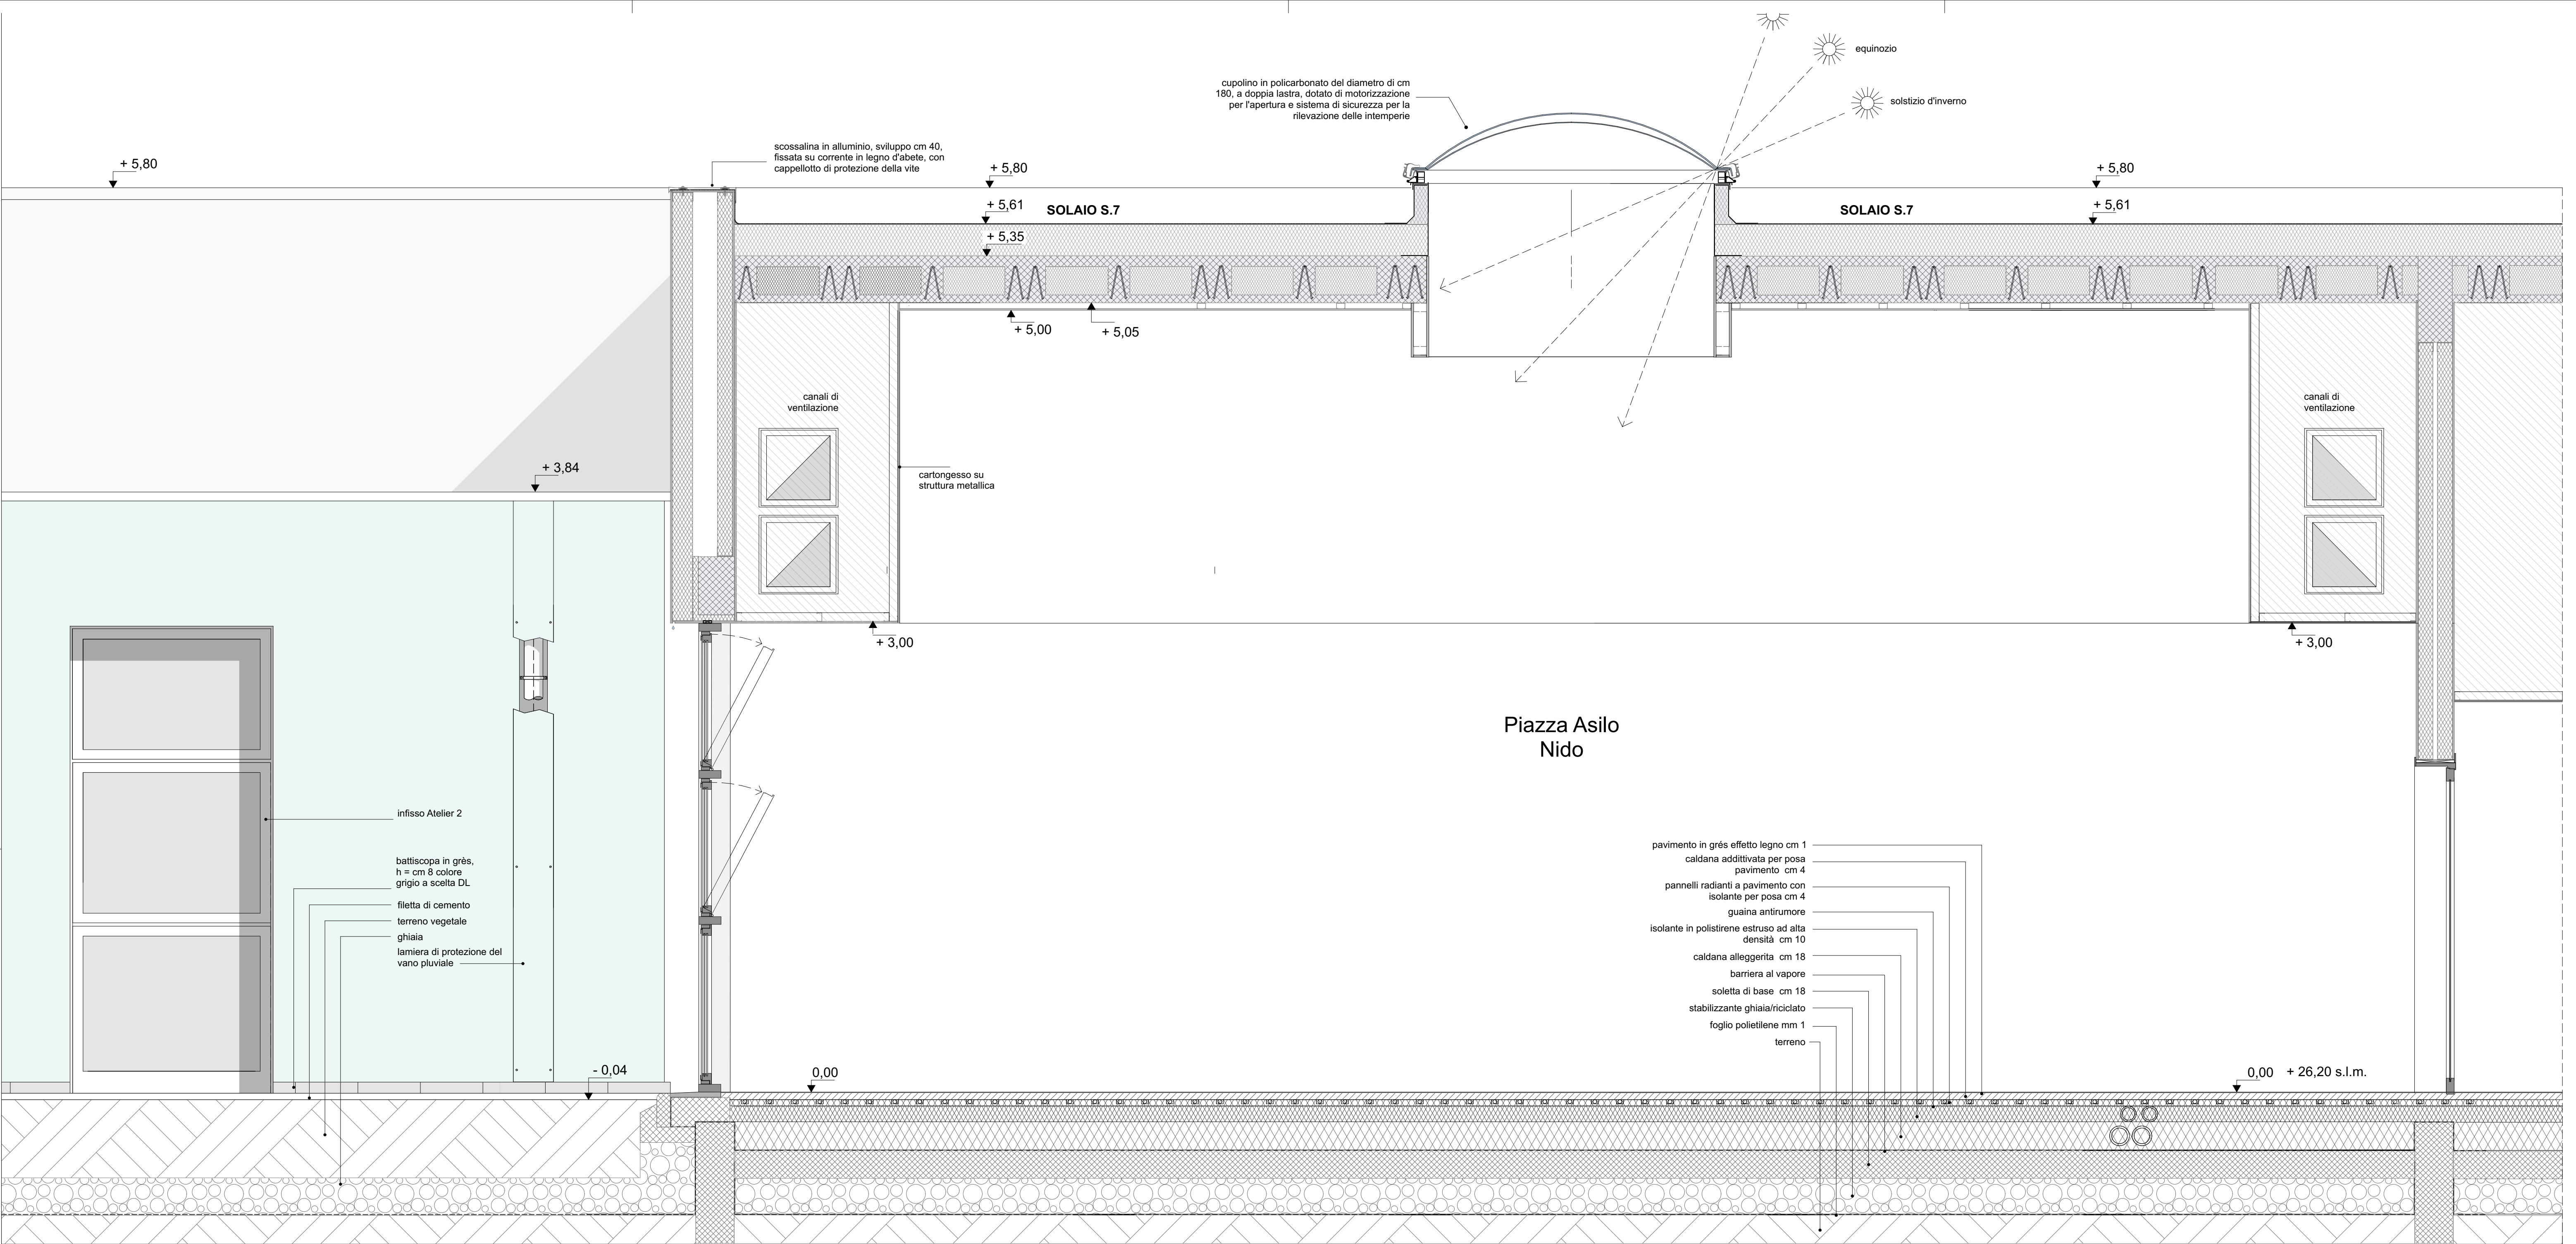 equinozio
cupolino in policarbonato del diametro di cm
180, a doppia lastra, dotato di motorizzazione
per l'apertura e sistema di sicurezza per la
rilevazione delle intemperie
solstizio d'inverno
scossalina in alluminio, sviluppo cm 40,
fissata su corrente in legno d'abete, con
cappellotto di protezione della vite
+ 5,80
+ 5,80
+ 5,80
+ 5,61
SOLAIO S.7
SOLAIO S.7
+ 5,61
+ 5,35
+ 5,00
+ 5,05
canali di
ventilazione
canali di
ventilazione
+ 3,84
cartongesso su
struttura metallica
+ 3,00
+ 3,00
Piazza Asilo
Nido
infisso Atelier 2
battiscopa in grès,
h = cm 8 colore
grigio a scelta DL
filetta di cemento
terreno vegetale
ghiaia
lamiera di protezione del
vano pluviale
pavimento in grés effetto legno cm 1
caldana addittivata per posa
pavimento cm 4
pannelli radianti a pavimento con
isolante per posa cm 4
guaina antirumore
isolante in polistirene estruso ad alta
densità cm 10
caldana alleggerita cm 18
barriera al vapore
soletta di base cm 18
stabilizzante ghiaia/riciclato
foglio polietilene mm 1
terreno
- 0,04
0,00
0,00 + 26,20 s.l.m.